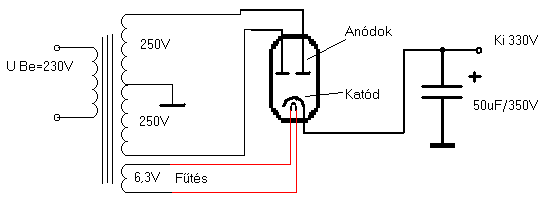 250V
Anódok
Ki 330V
U Be=230V
Katód
250V
50uF/350V
6,3V Fűtés